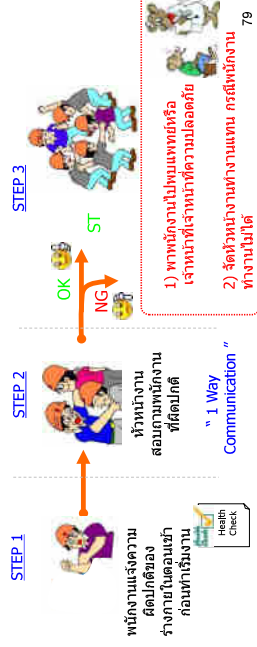 STEP 1
พนักงานแจ้งความ
ผิดปกติของ
ร่างกายในตอนเช้า
ก่อนทำเริ่มงาน
Health
Check
STEP 2
หัวหน้างาน
สอบถามพนักงาน
ที่ผิดปกติ
“ 1 Way
Communication ”
STEP 3
OK
NG
ST
1) พาพนักงานไปพบแพทย์หรือ
เจ้าหน้าที่เจ้าหน้าที่ความปลอดภัย
2) จัดหัวหน้างานทำงานแทน กรณีพนักงาน
ทำงานไม่ได้
79